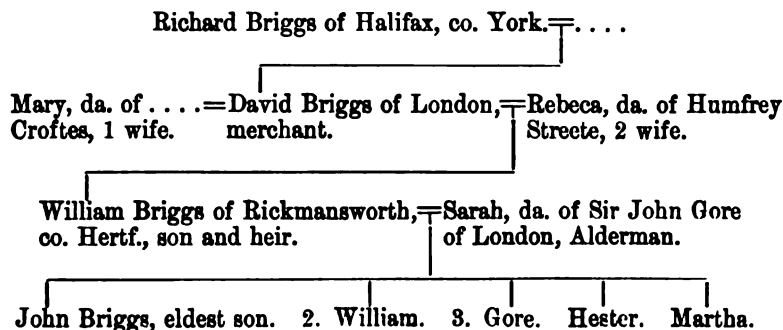 Richard Briggs of Halifax, co. York.=. . . .
Mary, da. of . . . .=David Briggs of London,=Rebeca, da. of Humfrey
Croftes, 1 wife. merchant. Streete, 2 wife.
William Briggs of Rickmansworth,=Sarah, da. of Sir John Gore
co. Hertf., son and heir. of London, Alderman.
John Briggs, eldest son. 2. William. 3. Gore. Hester. Martha.